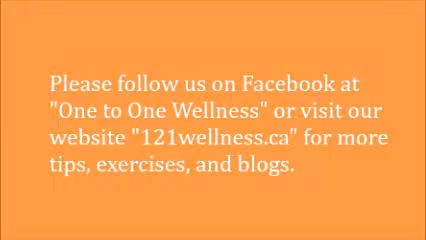 Please follow us on Facebook at
"One to One Wellness" or visit our
website "121wellness.ca" for more
tips, exercises, and blogs.